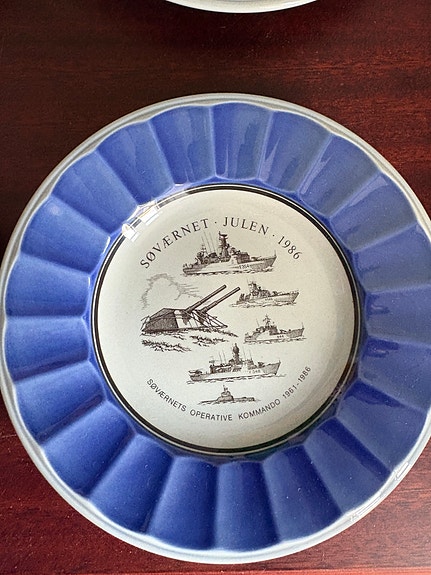 SØVÆRNET · JULEN · 1986
SØVÆRNETS OPERATIVE KOMMANDO 1961-1986